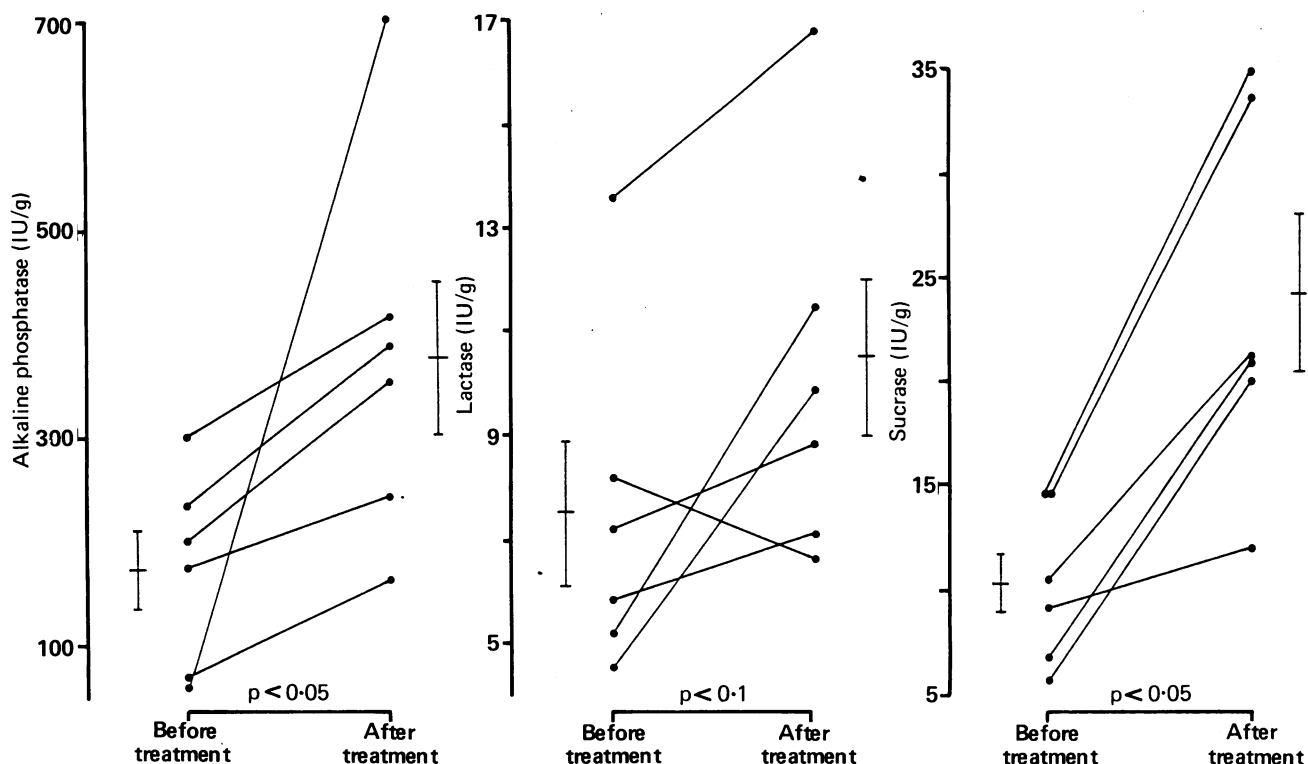 Alkaline phosphatase (IU/g)
700
500
300
100
p<0·05
Before
treatment
After
treatment
Lactase (IU/g)
17
13
9
5
p<0·1
Before
treatment
After
treatment
Sucrase (IU/g)
35
25
15
5
p<0·05
Before
treatment
After
treatment